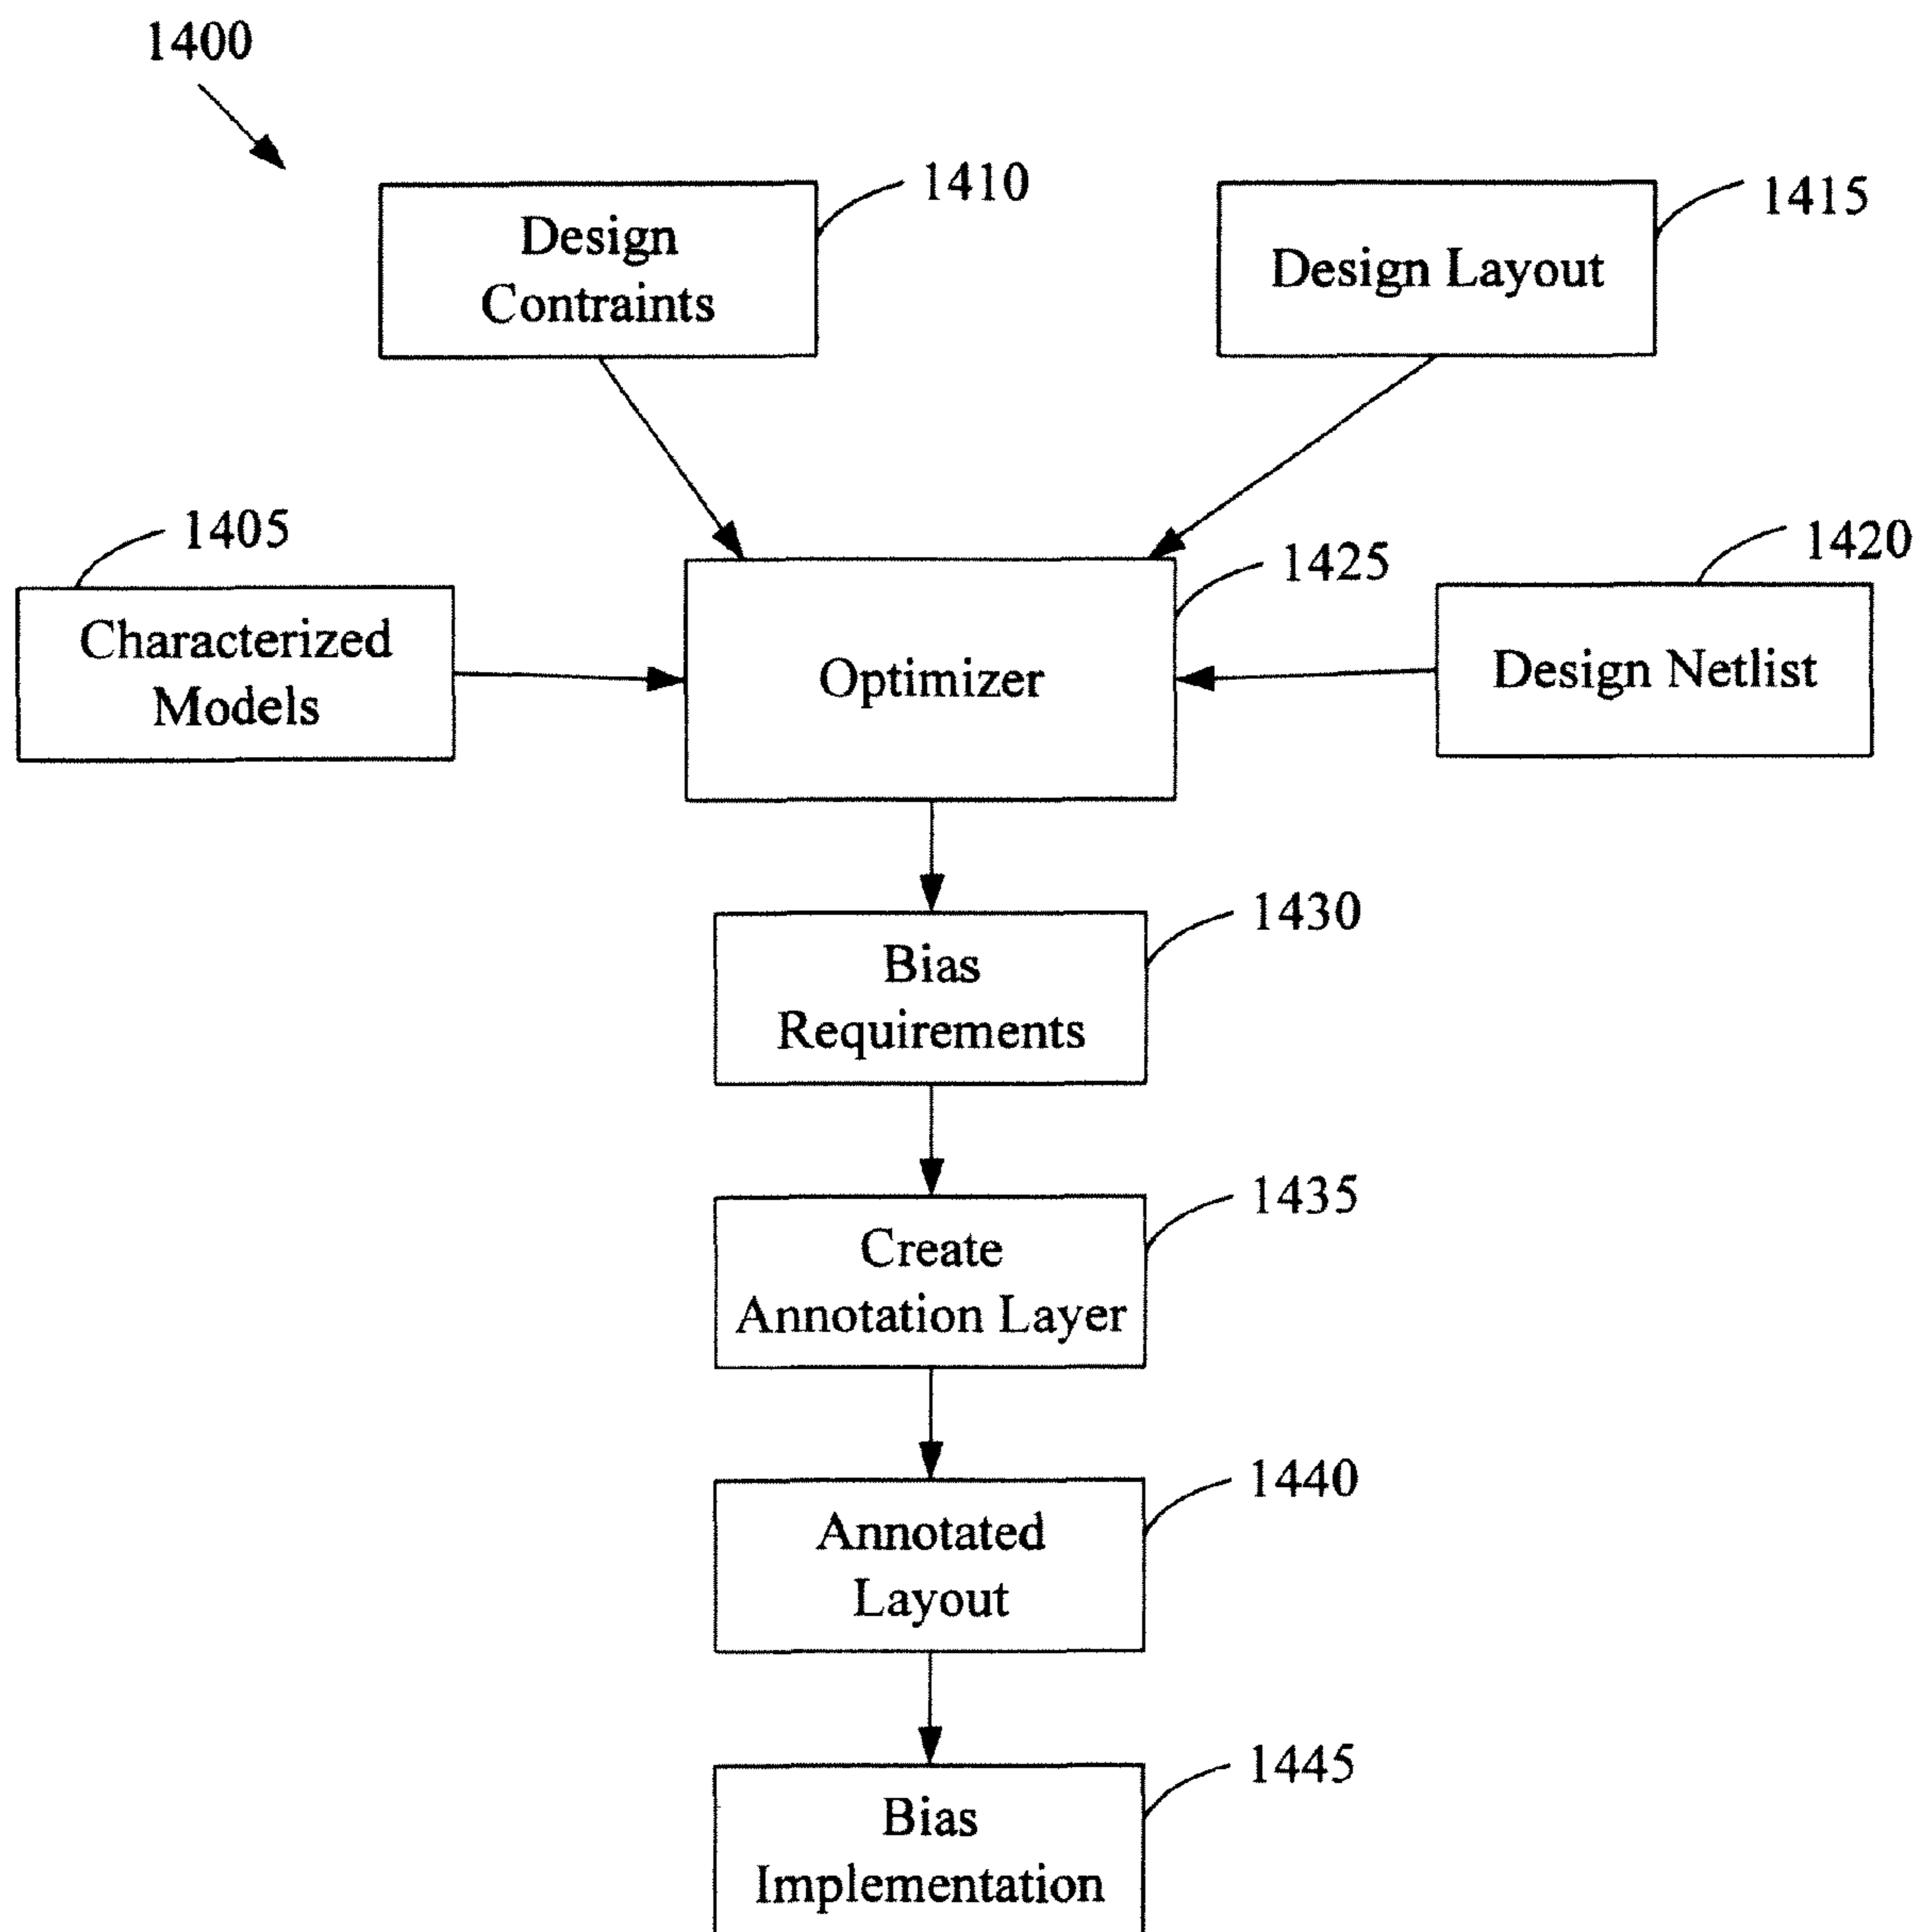 1400
1410
Design
Contraints
1415
Design Layout
1405
Characterized
Models
1425
Optimizer
1420
Design Netlist
1430
Bias
Requirements
1435
Create
Annotation Layer
1440
Annotated
Layout
1445
Bias
Implementation